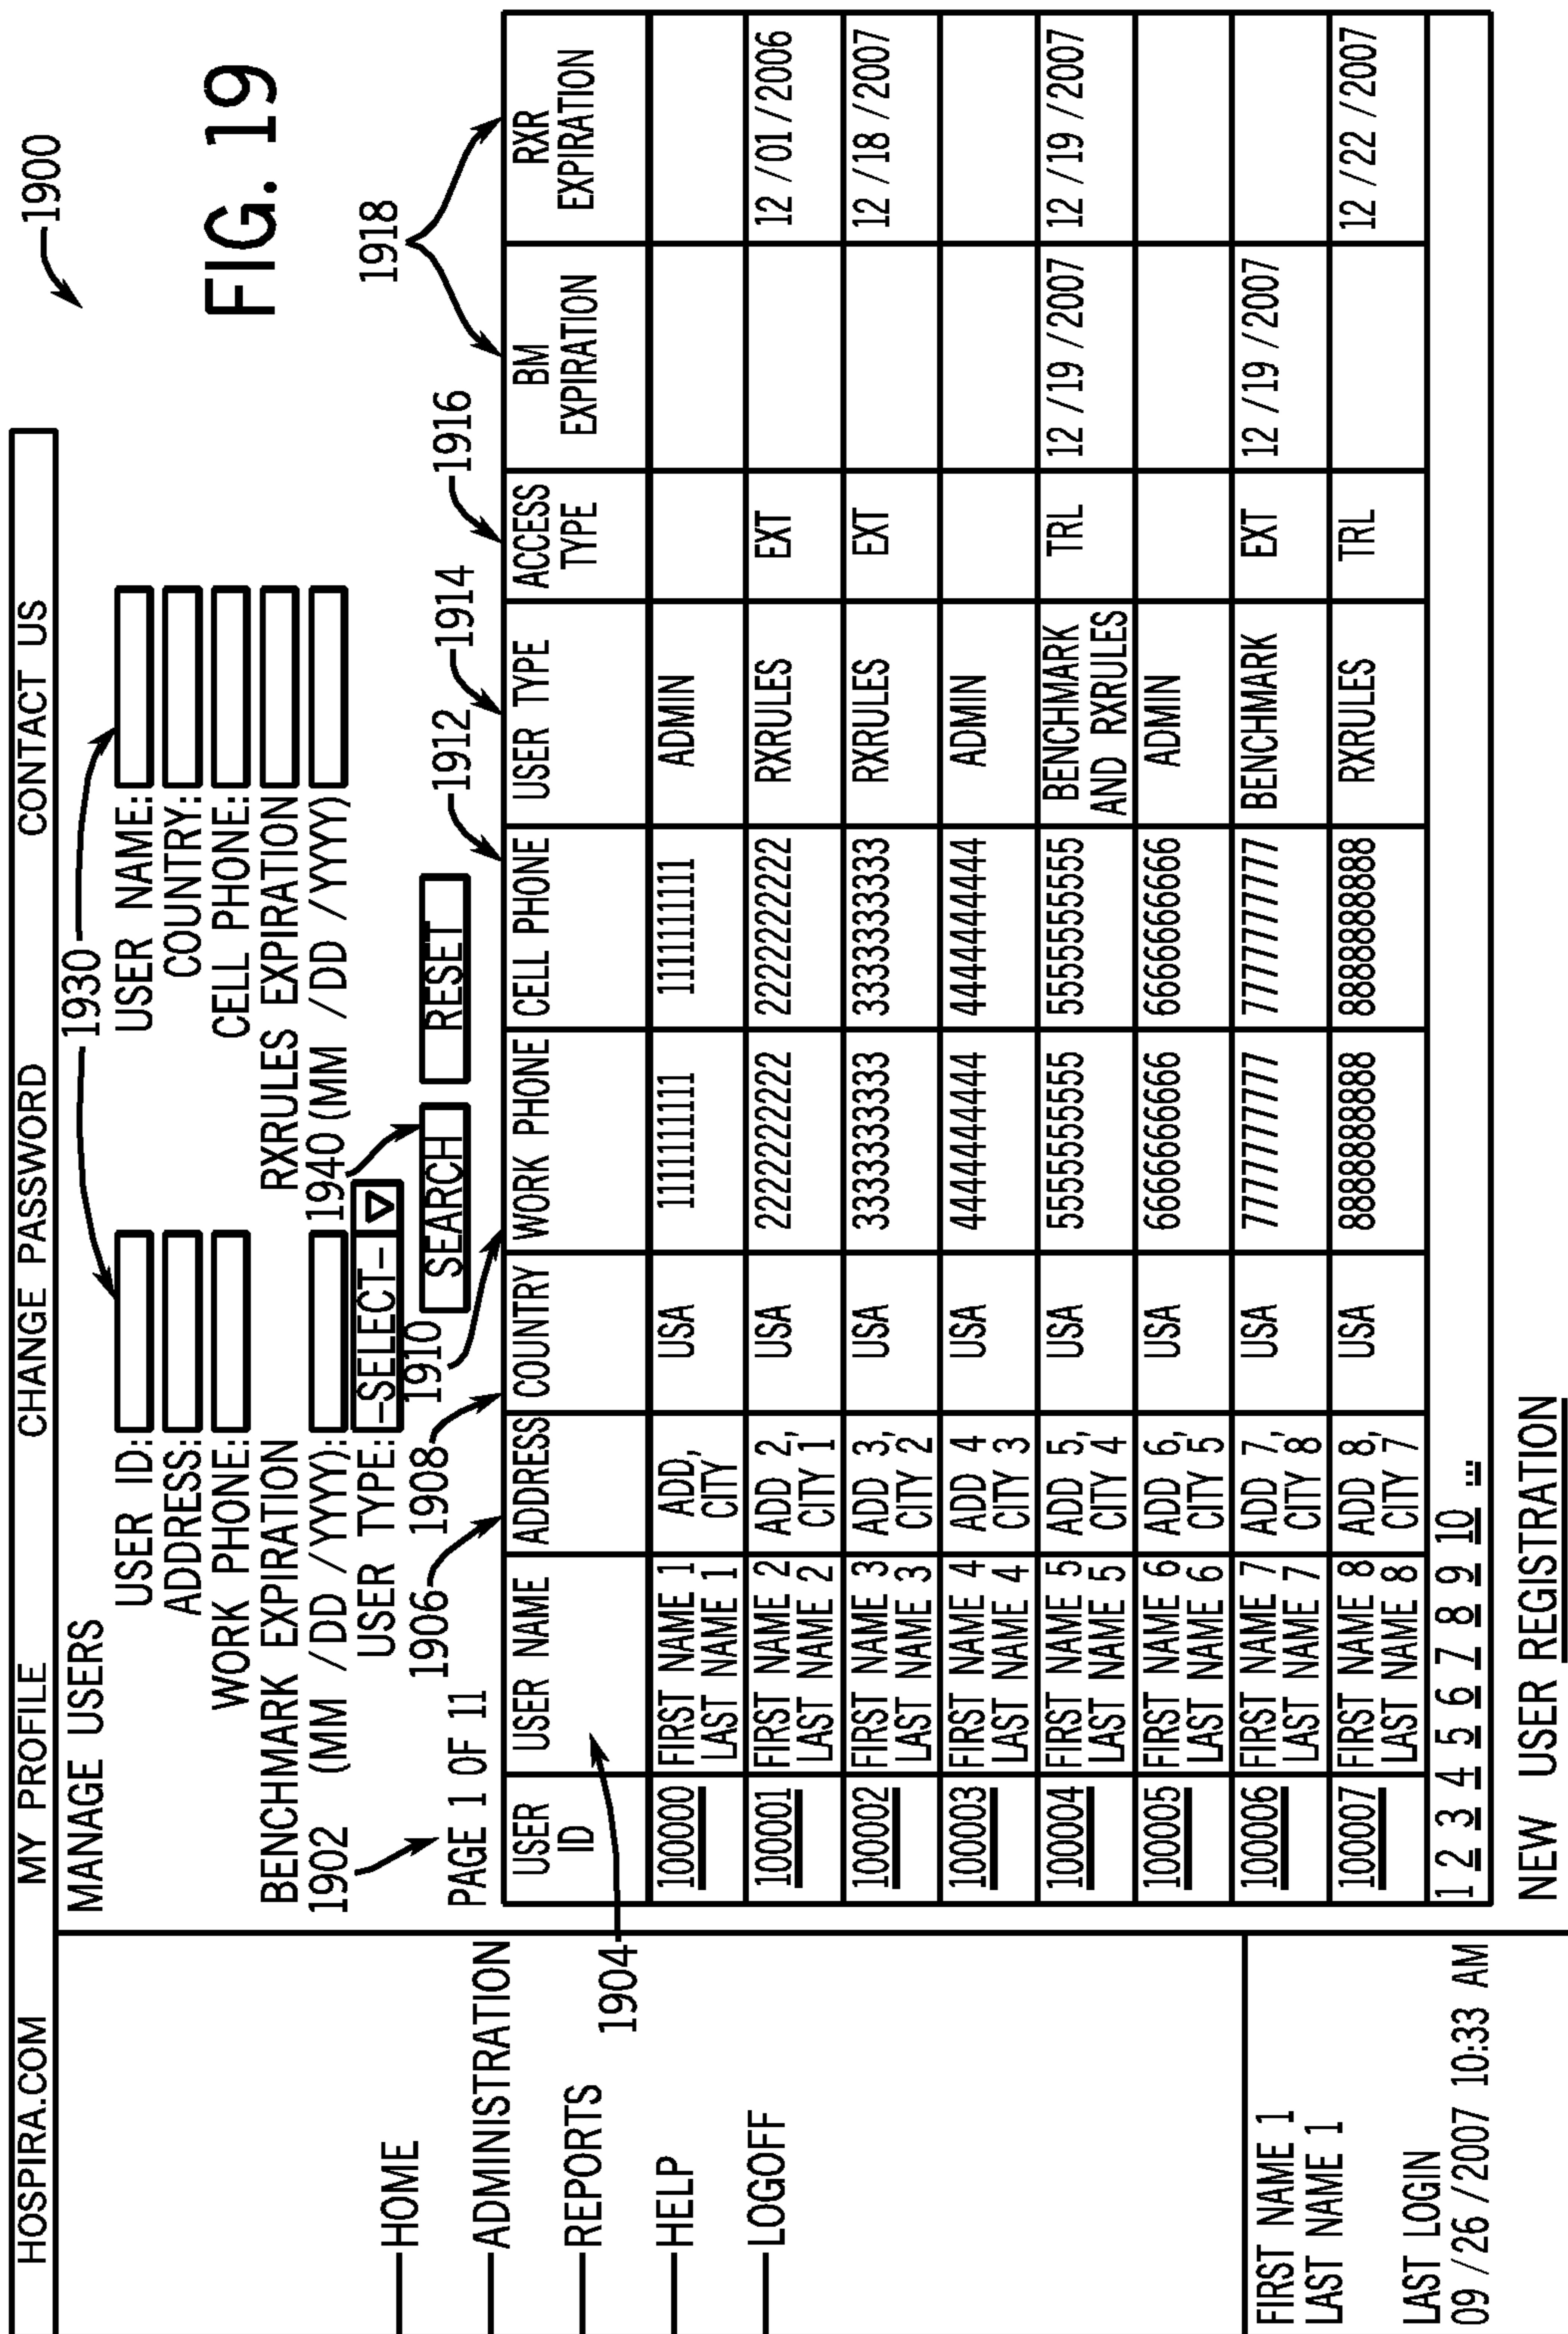 1900
FIG. 19
HOSPIRA.COM MY PROFILE CHANGE PASSWORD CONTACT US
HOME
ADMINISTRATION
REPORTS
HELP
LOGOFF
FIRST NAME 1
LAST NAME 1
LAST LOGIN
09 /26 /2007 10:33 AM
MANAGE USERS
1930
USER ID: USER NAME:
ADDRESS: COUNTRY:
WORK PHONE: CELL PHONE:
BENCHMARK EXPIRATION RXRULES EXPIRATION
1902 (MM /DD /YYYY): 1940 (MM /DD /YYYY)
USER TYPE: -SELECT-
1918
1906 1908 1910 SEARCH RESET 1912 1914 1916
PAGE 1 OF 11
USER ID USER NAME ADDRESS COUNTRY WORK PHONE CELL PHONE USER TYPE ACCESS TYPE BM EXPIRATION RXR EXPIRATION
1904
100000 FIRST NAME 1 ADD, USA 1111111111 1111111111 ADMIN
LAST NAME 1 CITY
100001 FIRST NAME 2 ADD 2, USA 2222222222 2222222222 RXRULES EXT 12 /01 /2006
LAST NAME 2 CITY 1
100002 FIRST NAME 3 ADD 3, USA 3333333333 3333333333 RXRULES EXT 12 /18 /2007
LAST NAME 3 CITY 2
100003 FIRST NAME 4 ADD 4 USA 4444444444 4444444444 ADMIN
LAST NAME 4 CITY 3
100004 FIRST NAME 5 ADD 5, USA 5555555555 5555555555 BENCHMARK TRL 12 /19 /2007 12 /19 /2007
LAST NAME 5 CITY 4 AND RXRULES
100005 FIRST NAME 6 ADD 6, USA 6666666666 6666666666 ADMIN
LAST NAME 6 CITY 5
100006 FIRST NAME 7 ADD 7, USA 7777777777 7777777777 BENCHMARK EXT 12 /19 /2007
LAST NAME 7 CITY 8
100007 FIRST NAME 8 ADD 8, USA 8888888888 8888888888 RXRULES TRL 12 /22 /2007
LAST NAME 8 CITY 7
1 2 3 4 5 6 7 8 9 10 ...
NEW USER REGISTRATION